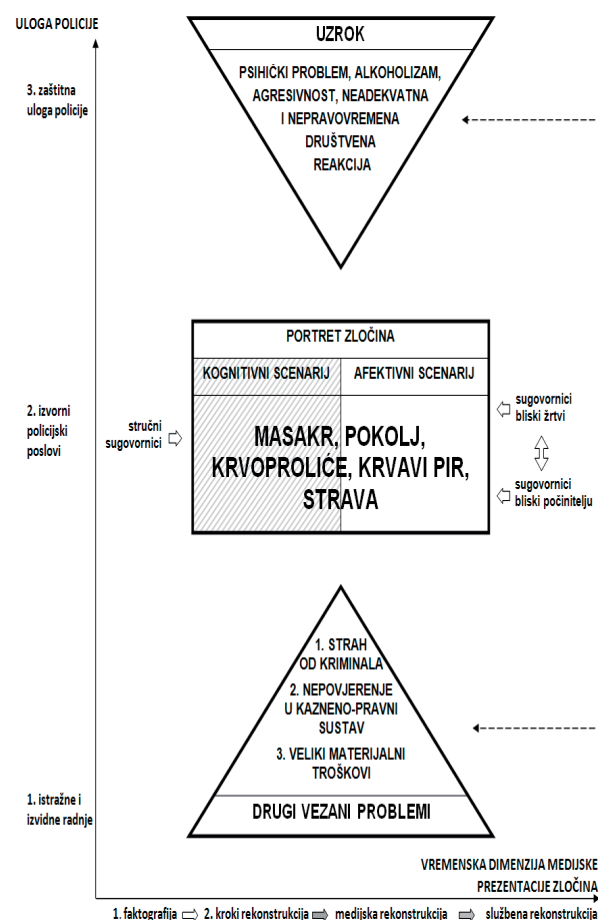 ULOGA POLICIJE
UZROK
3. zaštitna
uloga policije
PSIHIČKI PROBLEM, ALKOHOLIZAM,
AGRESIVNOST, NEADEKVATNA
I NEPRAVOVREMENA
DRUŠTVENA
REAKCIJA
PORTRET ZLOČINA
KOGNITIVNI SCENARIJ
AFEKTIVNI SCENARIJ
2. izvorni
policijski
poslovi
stručni
sugovornici
MASAKR, POKOLJ,
KRVOPROLIĆE, KRVAVI PIR,
STRAVA
sugovornici
bliski žrtvi
sugovornici
bliski počinitelju
1. STRAH
OD KRIMINALA
2. NEPOVJERENJE
U KAZNENO-PRAVNI
SUSTAV
3. VELIKI MATERIJALNI
TROŠKOVI
1. istražne i
izvidne radnje
DRUGI VEZANI PROBLEMI
VREMENSKA DIMENZIJA MEDIJSKE
PREZENTACIJE ZLOČINA
1. faktografija 2. kroki rekonstrukcija medijska rekonstrukcija službena rekonstrukcija